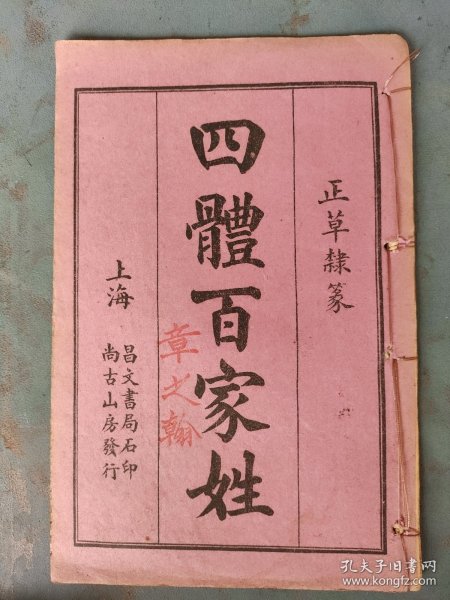 正草隸篆
四體百家姓
章之翰
上海
昌文書局石印
尚古山房發行
孔夫子旧书网
www.kongfz.com